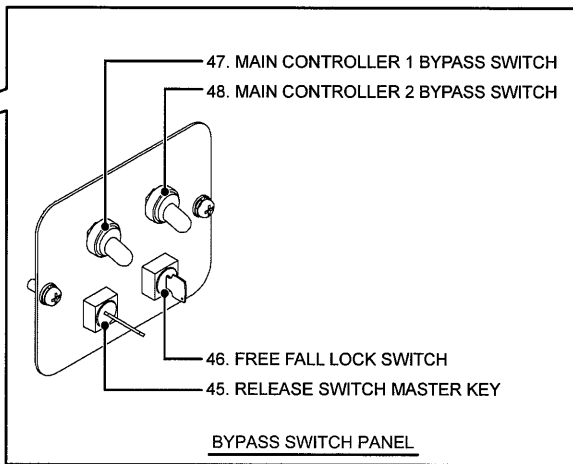 47. MAIN CONTROLLER 1 BYPASS SWITCH
48. MAIN CONTROLLER 2 BYPASS SWITCH
46. FREE FALL LOCK SWITCH
45. RELEASE SWITCH MASTER KEY
BYPASS SWITCH PANEL